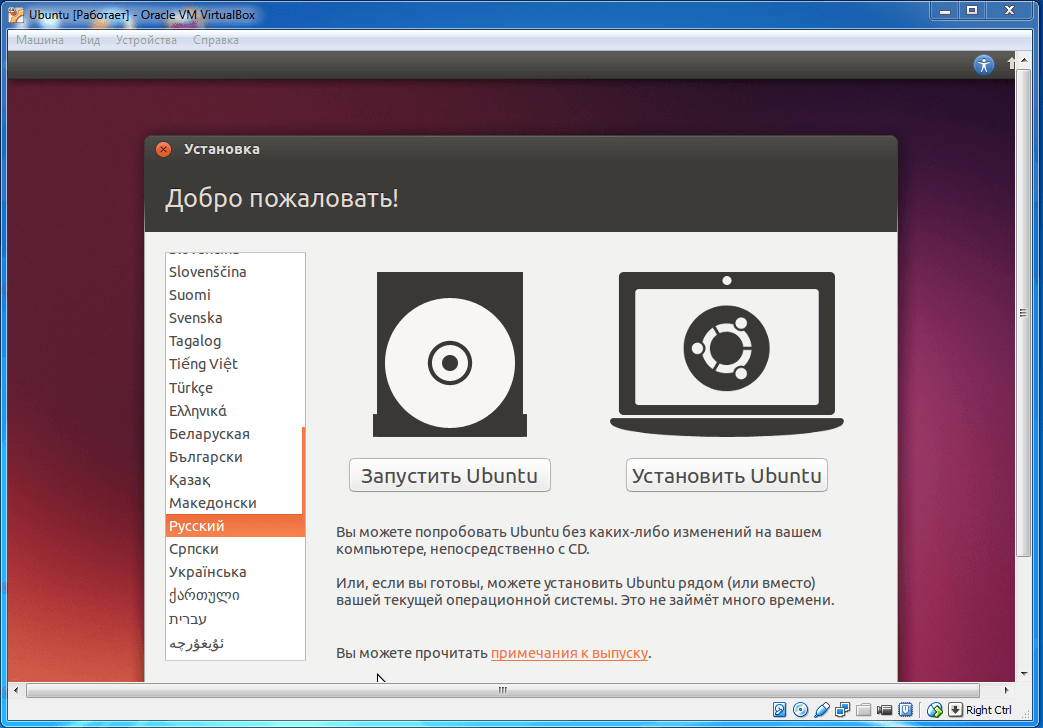 Ubuntu [Работает] - Oracle VM VirtualBox
Машина Вид Устройства Справка
Установка
Добро пожаловать!
Slovenščina
Suomi
Svenska
Tagalog
Tiếng Việt
Türkçe
Ελληνικά
Беларуская
Български
Қазақ
Македонски
Русский
Српски
Українська
ქართული
עברית
ئۇيغۇرچە
Запустить Ubuntu
Установить Ubuntu
Вы можете попробовать Ubuntu без каких-либо изменений на вашем
компьютере, непосредственно с CD.
Или, если вы готовы, можете установить Ubuntu рядом (или вместо)
вашей текущей операционной системы. Это не займёт много времени.
Вы можете прочитать примечания к выпуску.
Right Ctrl